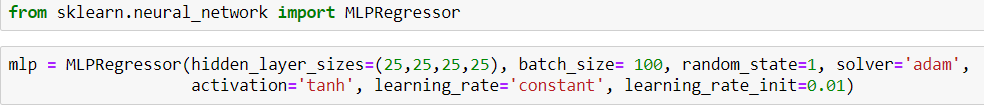 from sklearn.neural_network import MLPRegressor
mlp = MLPRegressor(hidden_layer_sizes=(25,25,25,25), batch_size= 100, random_state=1, solver='adam',
activation='tanh', learning_rate='constant', learning_rate_init=0.01)